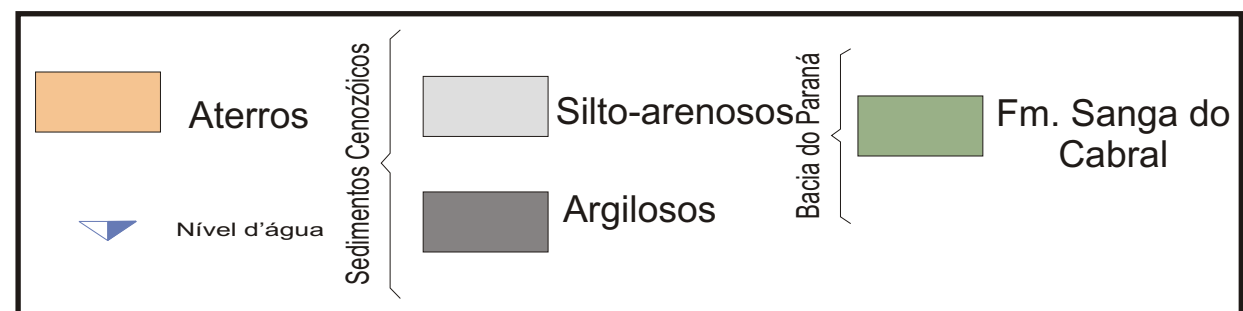 Aterros
Nível d'água
Sedimentos Cenozóicos
Silto-arenosos
Argilosos
Bacia do Paraná
Fm. Sanga do
Cabral